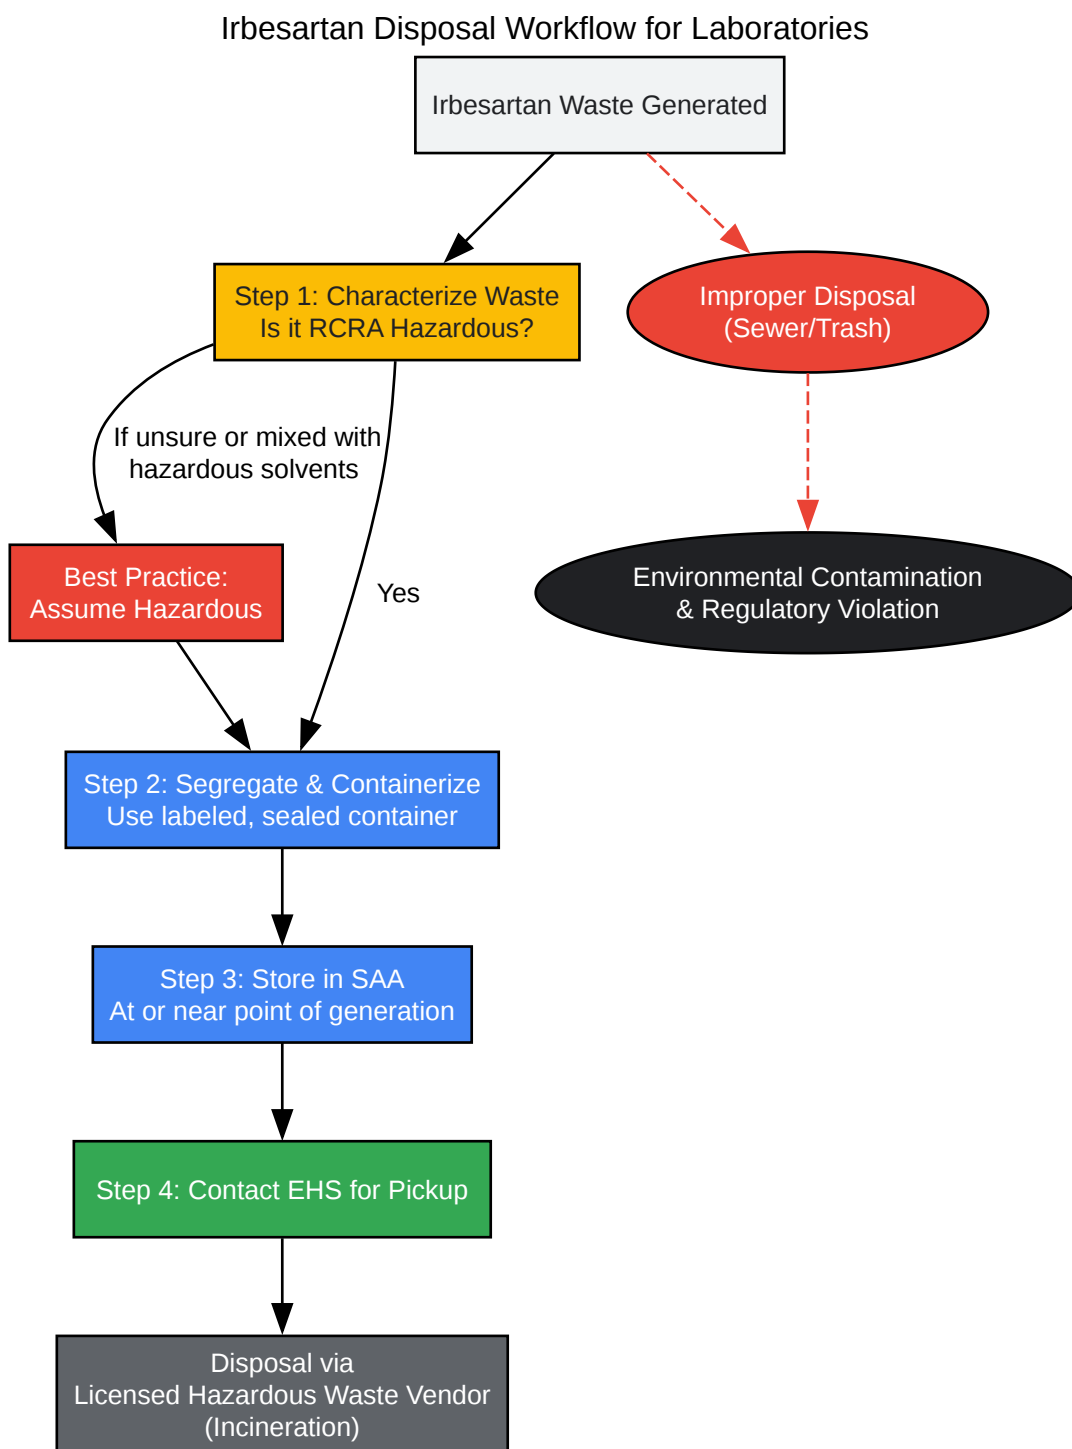 Irbesartan Disposal Workflow for Laboratories
Irbesartan Waste Generated
Step 1: Characterize Waste
Is it RCRA Hazardous?
Improper Disposal
(Sewer/Trash)
If unsure or mixed with
hazardous solvents
Best Practice:
Assume Hazardous
Yes
Environmental Contamination
& Regulatory Violation
Step 2: Segregate & Containerize
Use labeled, sealed container
Step 3: Store in SAA
At or near point of generation
Step 4: Contact EHS for Pickup
Disposal via
Licensed Hazardous Waste Vendor
(Incineration)